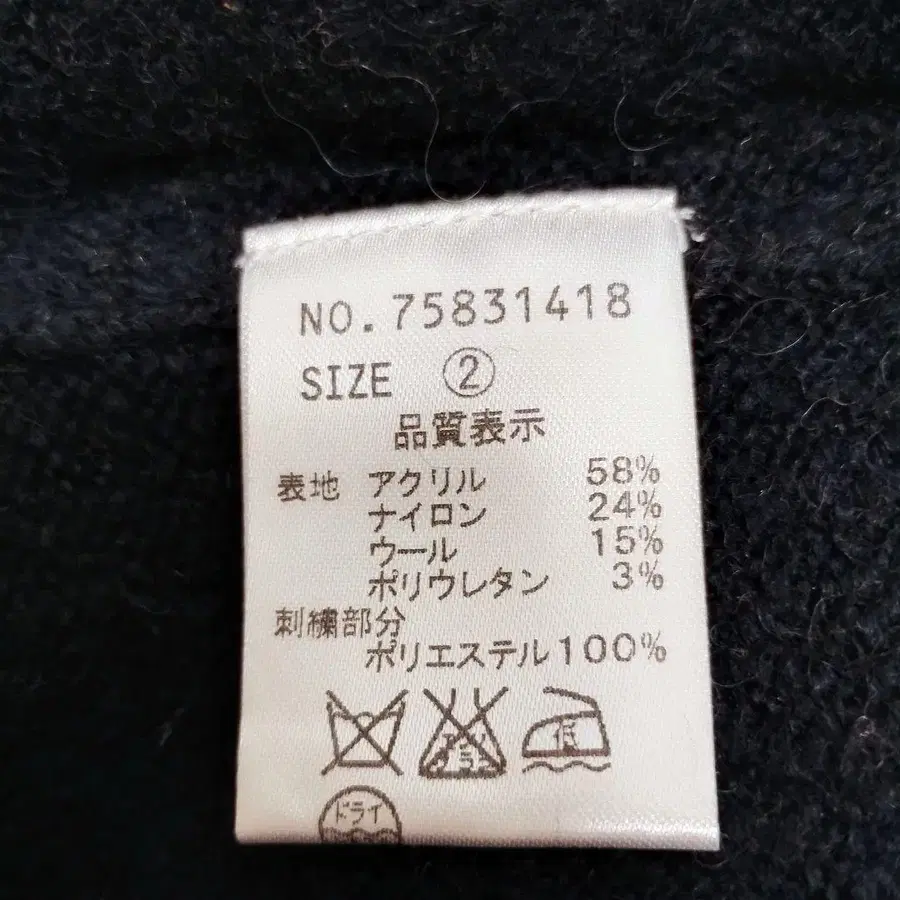 NO.75831418
SIZE ②
品質表示
表地 アクリル 58%
ナイロン 24%
ウール 15%
ポリウレタン 3%
刺繍部分
ポリエステル100%
低
ドライ